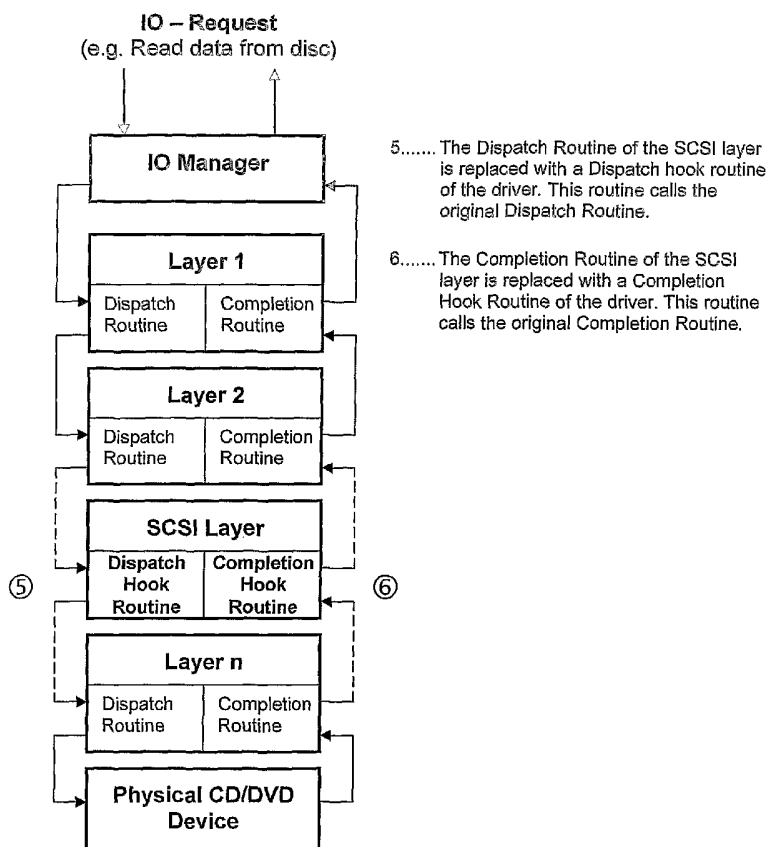 IO – Request
(e.g. Read data from disc)
IO Manager
5....... The Dispatch Routine of the SCSI layer
is replaced with a Dispatch hook routine
of the driver. This routine calls the
original Dispatch Routine.
6....... The Completion Routine of the SCSI
layer is replaced with a Completion
Hook Routine of the driver. This routine
calls the original Completion Routine.
Layer 1
Dispatch Routine
Completion Routine
Layer 2
Dispatch Routine
Completion Routine
SCSI Layer
⑤
Dispatch Hook Routine
Completion Hook Routine
⑥
Layer n
Dispatch Routine
Completion Routine
Physical CD/DVD
Device